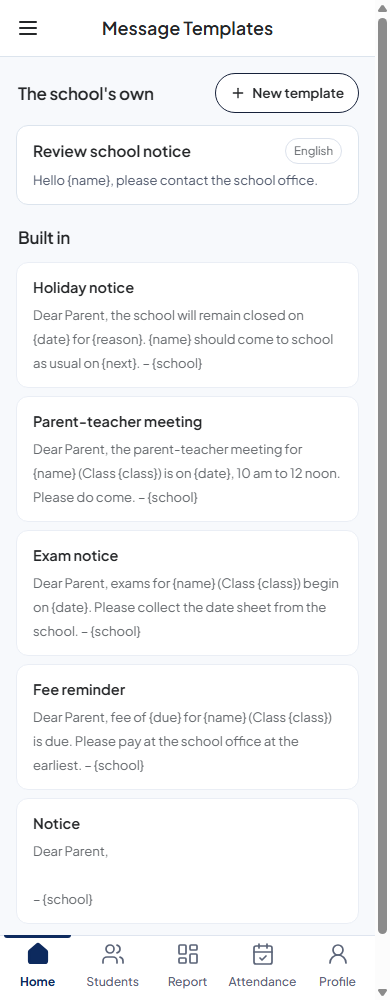 Message Templates
The school's own
+ New template
Review school notice
English
Hello {name}, please contact the school office.
Built in
Holiday notice
Dear Parent, the school will remain closed on
{date} for {reason}. {name} should come to school
as usual on {next}. – {school}
Parent-teacher meeting
Dear Parent, the parent-teacher meeting for
{name} (Class {class}) is on {date}, 10 am to 12 noon.
Please do come. – {school}
Exam notice
Dear Parent, exams for {name} (Class {class}) begin
on {date}. Please collect the date sheet from the
school. – {school}
Fee reminder
Dear Parent, fee of {due} for {name} (Class {class})
is due. Please pay at the school office at the
earliest. – {school}
Notice
Dear Parent,
– {school}
Home
Students
Report
Attendance
Profile